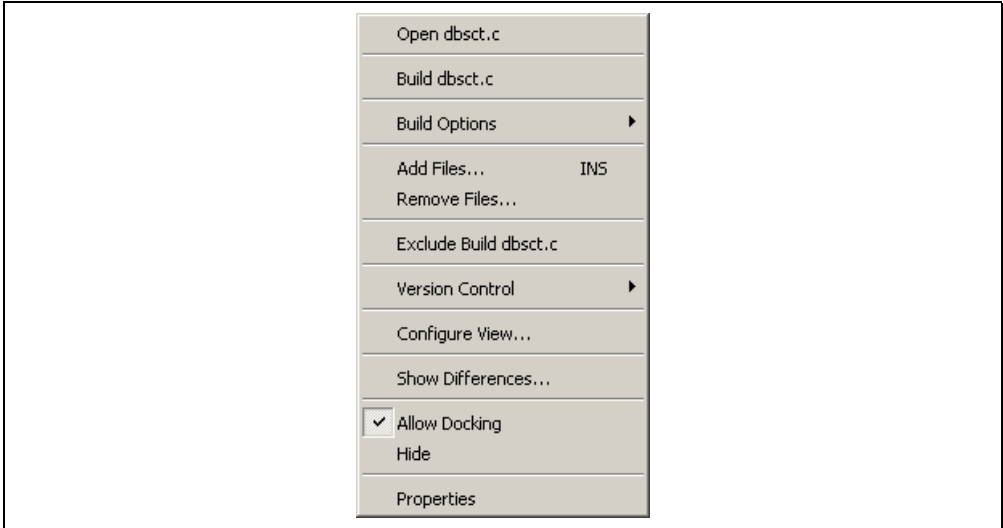 Open dbsct.c
Build dbsct.c
Build Options
Add Files... INS
Remove Files...
Exclude Build dbsct.c
Version Control
Configure View...
Show Differences...
Allow Docking
Hide
Properties